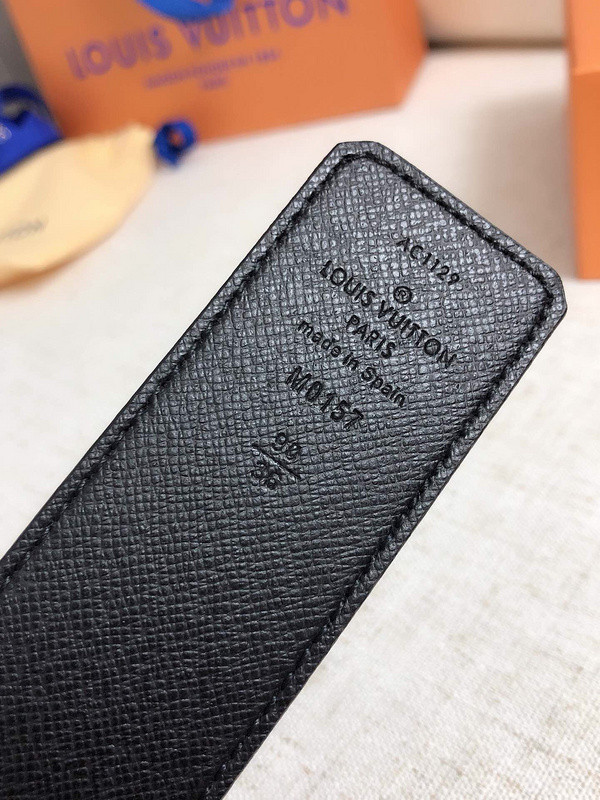 LOUIS VUITTON
AC1129
®
LOUIS VUITTON
PARIS
made in Spain
M0157
90
36